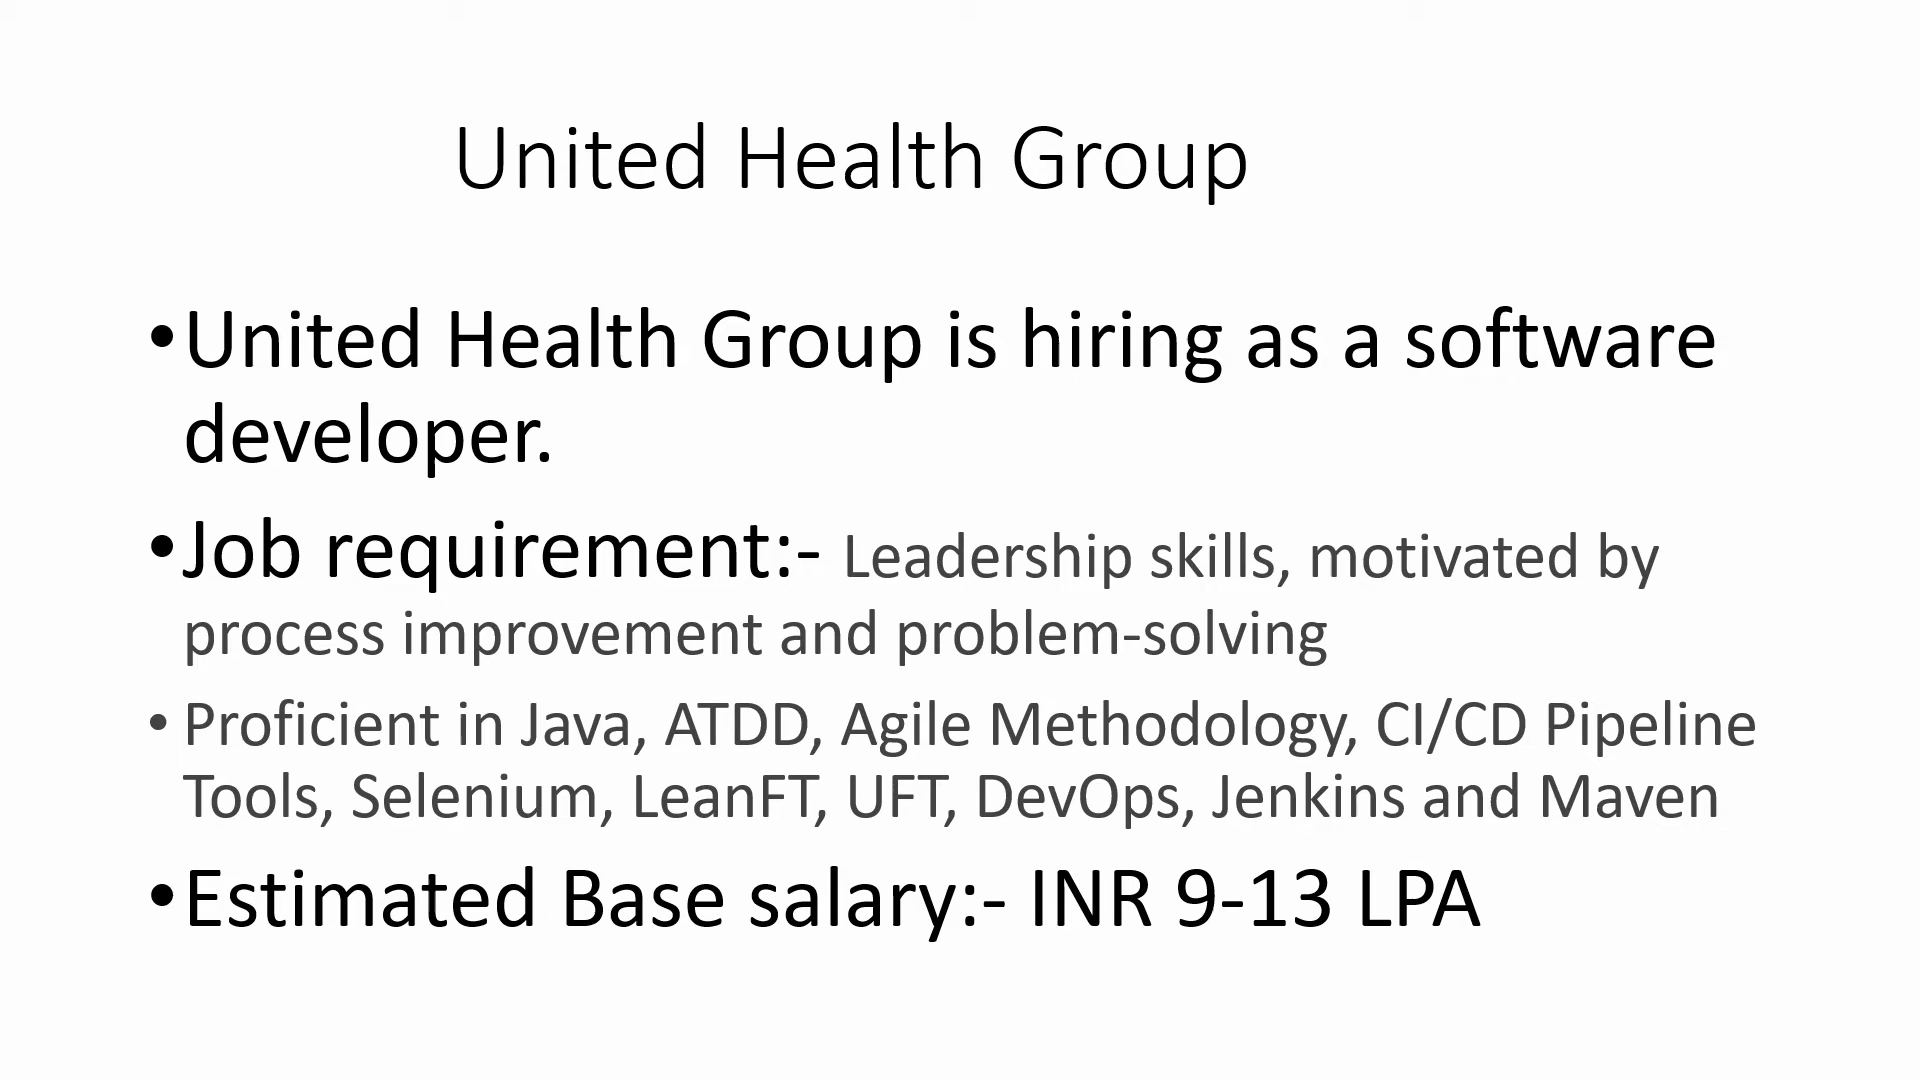 United Health Group
•United Health Group is hiring as a software
developer.
•Job requirement:- Leadership skills, motivated by
process improvement and problem-solving
• Proficient in Java, ATDD, Agile Methodology, CI/CD Pipeline
Tools, Selenium, LeanFT, UFT, DevOps, Jenkins and Maven
•Estimated Base salary:- INR 9-13 LPA